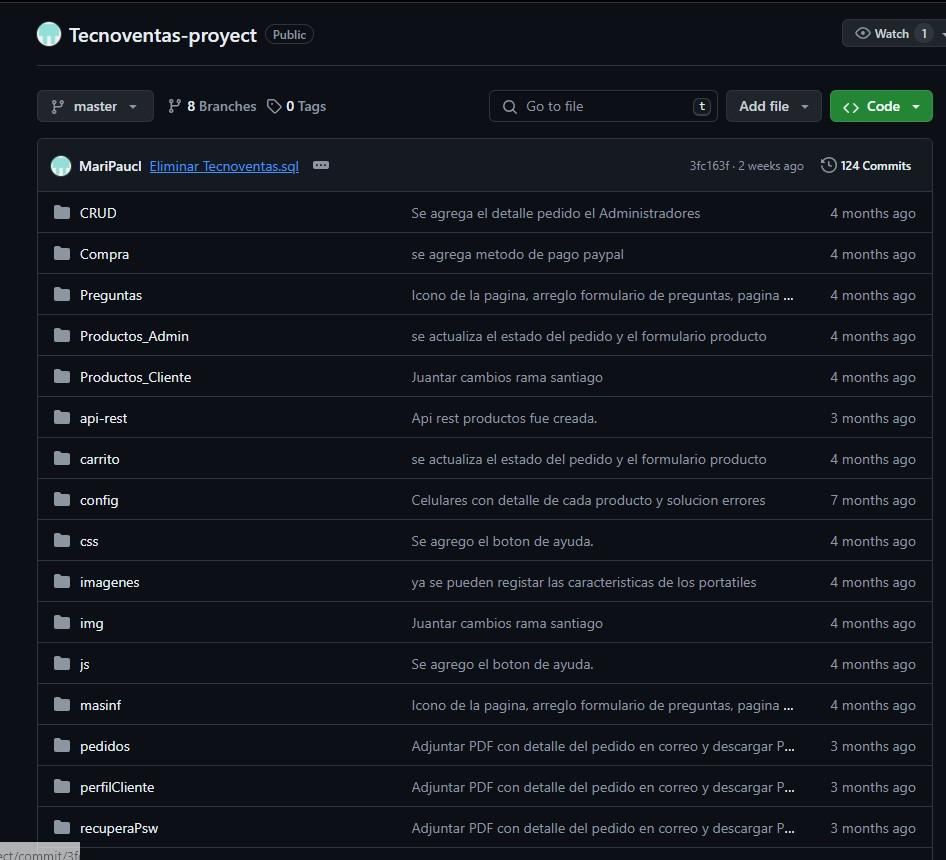 Tecnoventas-proyect Public Watch 1
master 8 Branches 0 Tags Go to file t Add file Code
MariPaucl Eliminar Tecnoventas.sql 3fc163f · 2 weeks ago 124 Commits
CRUD Se agrega el detalle pedido el Administradores 4 months ago
Compra se agrega metodo de pago paypal 4 months ago
Preguntas Icono de la pagina, arreglo formulario de preguntas, pagina ... 4 months ago
Productos_Admin se actualiza el estado del pedido y el formulario producto 4 months ago
Productos_Cliente Juantar cambios rama santiago 4 months ago
api-rest Api rest productos fue creada. 3 months ago
carrito se actualiza el estado del pedido y el formulario producto 4 months ago
config Celulares con detalle de cada producto y solucion errores 7 months ago
css Se agrego el boton de ayuda. 4 months ago
imagenes ya se pueden registar las caracteristicas de los portatiles 4 months ago
img Juantar cambios rama santiago 4 months ago
js Se agrego el boton de ayuda. 4 months ago
masinf Icono de la pagina, arreglo formulario de preguntas, pagina ... 4 months ago
pedidos Adjuntar PDF con detalle del pedido en correo y descargar P... 3 months ago
perfilCliente Adjuntar PDF con detalle del pedido en correo y descargar P... 3 months ago
recuperaPsw Adjuntar PDF con detalle del pedido en correo y descargar P... 3 months ago
ect/commit/3f